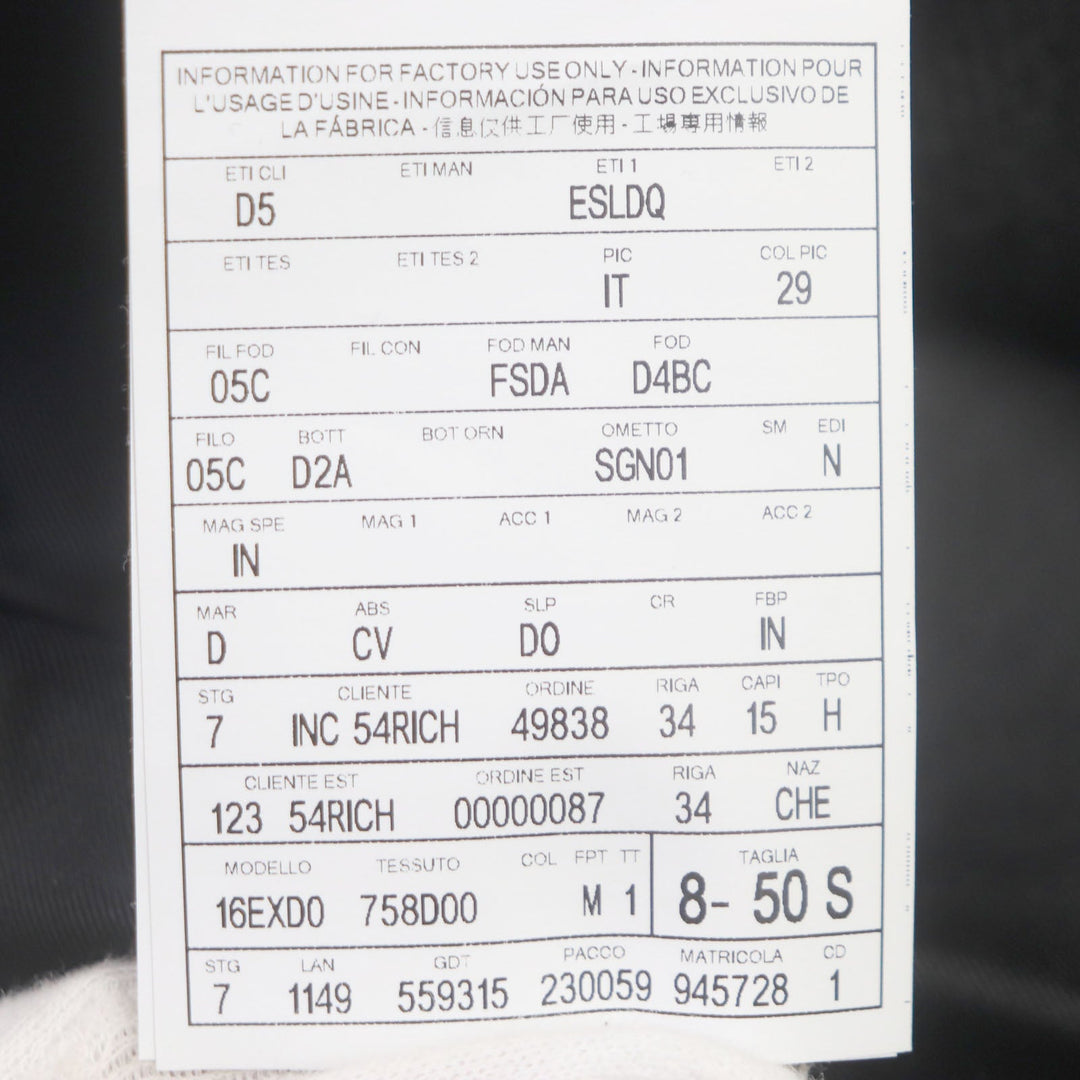 INFORMATION FOR FACTORY USE ONLY - INFORMATION POUR
L'USAGE D'USINE - INFORMACIÓN PARA USO EXCLUSIVO DE
LA FÁBRICA - 信息仅供工厂使用 - 工場専用情報
ETI CLI ETI MAN ETI 1 ETI 2
D5 ESLDQ
ETI TES ETI TES 2 PIC COL PIC
IT 29
FIL FOD FIL CON FOD MAN FOD
05C FSDA D4BC
FILO BOTT BOT ORN OMETTO SM EDI
05C D2A SGN01 N
MAG SPE MAG 1 ACC 1 MAG 2 ACC 2
IN
MAR ABS SLP CR FBP
D CV DO IN
STG CLIENTE ORDINE RIGA CAPI TPO
7 INC 54RICH 49838 34 15 H
CLIENTE EST ORDINE EST RIGA NAZ
123 54RICH 00000087 34 CHE
MODELLO TESSUTO COL FPT TT TAGLIA
16EXD0 758D00 M 1 8- 50 S
STG LAN GDT PACCO MATRICOLA CD
7 1149 559315 230059 945728 1